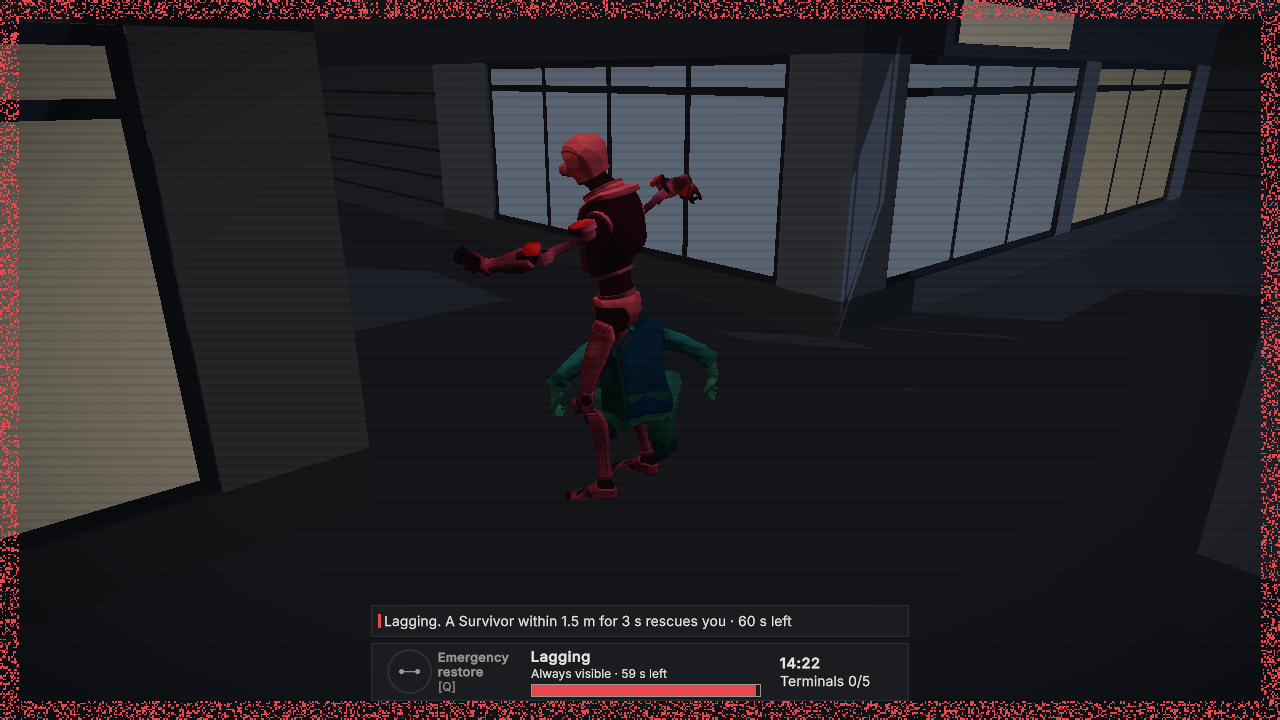 Lagging. A Survivor within 1.5 m for 3 s rescues you · 60 s left
Emergency
restore
[Q]
Lagging
Always visible · 59 s left
14:22
Terminals 0/5